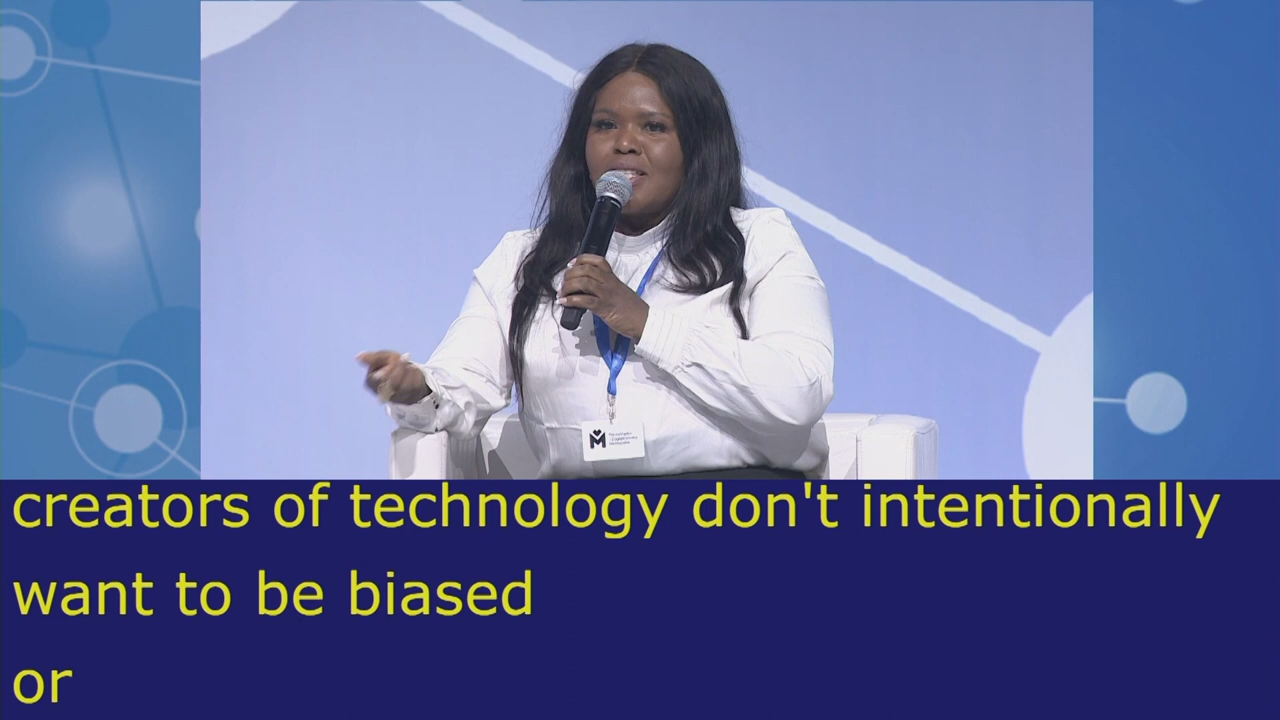 M
creators of technology don't intentionally
want to be biased
or